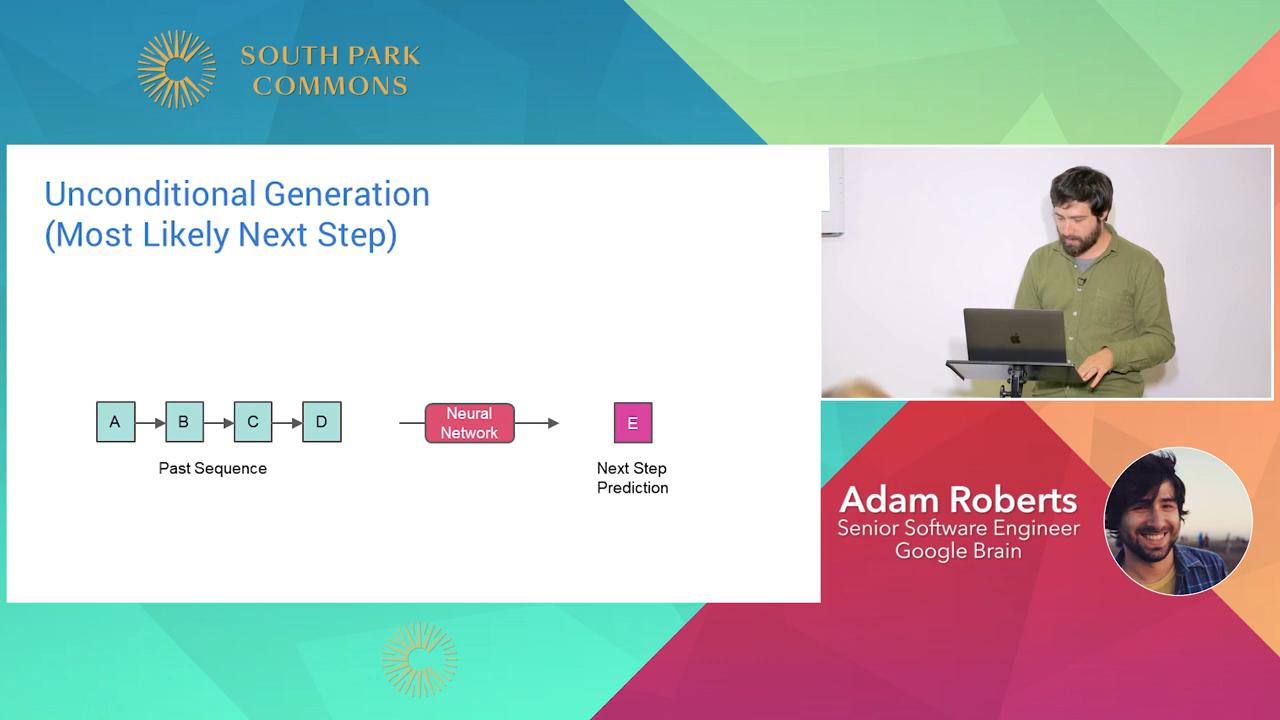 SOUTH PARK
COMMONS
Unconditional Generation
(Most Likely Next Step)
A
B
C
D
Neural
Network
E
Past Sequence
Next Step
Prediction
Adam Roberts
Senior Software Engineer
Google Brain